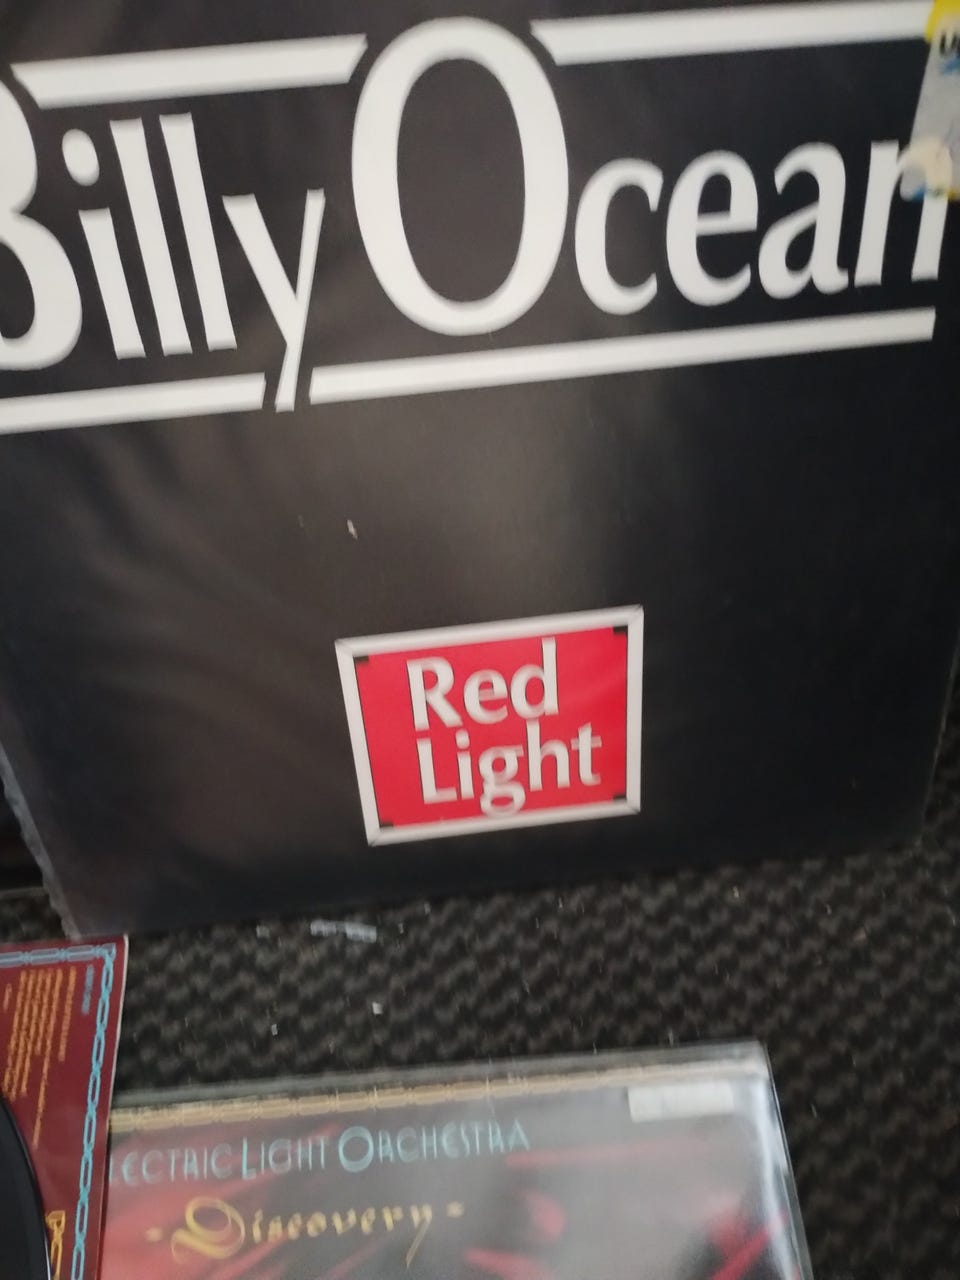 Billy Ocean
Red
Light
ELECTRIC LIGHT ORCHESTRA
-Discovery-